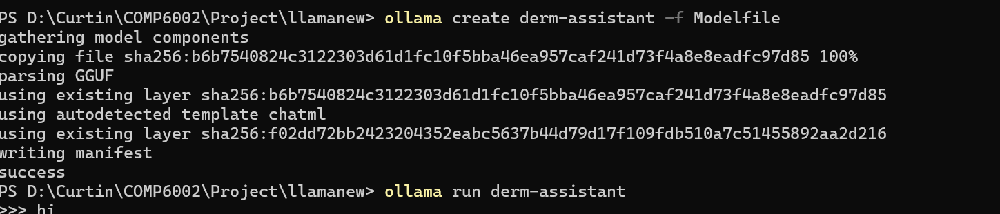 PS D:\Curtin\COMP6002\Project\llamanew> ollama create derm-assistant -f Modelfile
gathering model components
copying file sha256:b6b7540824c3122303d61d1fc10f5bba46ea957caf241d73f4a8e8eadfc97d85 100%
parsing GGUF
using existing layer sha256:b6b7540824c3122303d61d1fc10f5bba46ea957caf241d73f4a8e8eadfc97d85
using autodetected template chatml
using existing layer sha256:f02dd72bb2423204352eabc5637b44d79d17f109fdb510a7c51455892aa2d216
writing manifest
success
PS D:\Curtin\COMP6002\Project\llamanew> ollama run derm-assistant
>>> hi